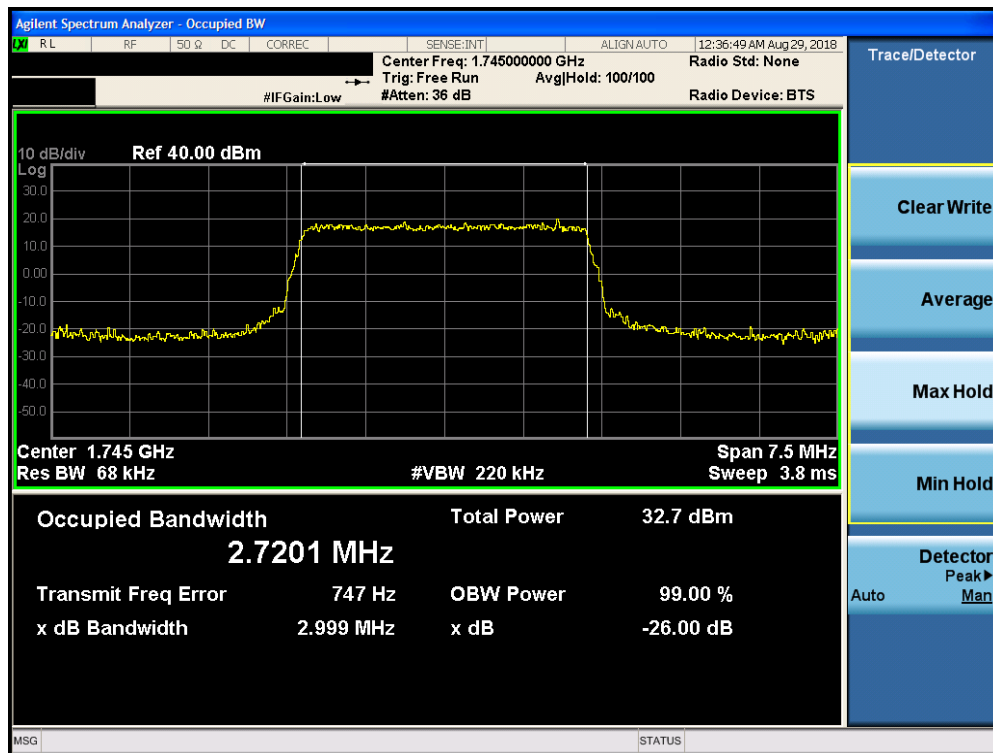 Agilent Spectrum Analyzer - Occupied BW
LXI RL RF 50 Ω DC CORREC SENSE:INT ALIGN AUTO 12:36:49 AM Aug 29, 2018
Center Freq: 1.745000000 GHz Radio Std: None
Trig: Free Run Avg|Hold: 100/100
#IFGain:Low #Atten: 36 dB Radio Device: BTS
10 dB/div Ref 40.00 dBm
Log
30.0
20.0
10.0
0.00
-10.0
-20.0
-30.0
-40.0
-50.0
Center 1.745 GHz Span 7.5 MHz
Res BW 68 kHz #VBW 220 kHz Sweep 3.8 ms
Occupied Bandwidth Total Power 32.7 dBm
2.7201 MHz
Transmit Freq Error 747 Hz OBW Power 99.00 %
x dB Bandwidth 2.999 MHz x dB -26.00 dB
MSG STATUS
Trace/Detector
Clear Write
Average
Max Hold
Min Hold
Detector
Peak▶
Auto Man